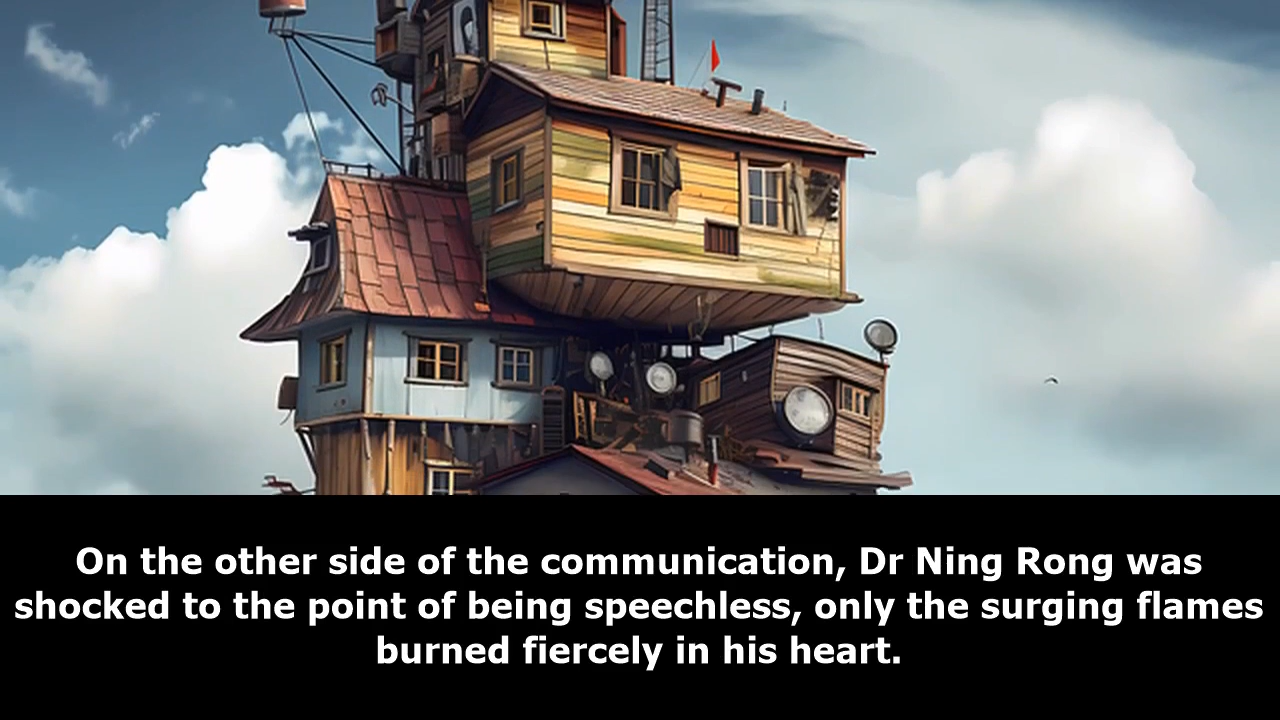 On the other side of the communication, Dr Ning Rong was
shocked to the point of being speechless, only the surging flames
burned fiercely in his heart.